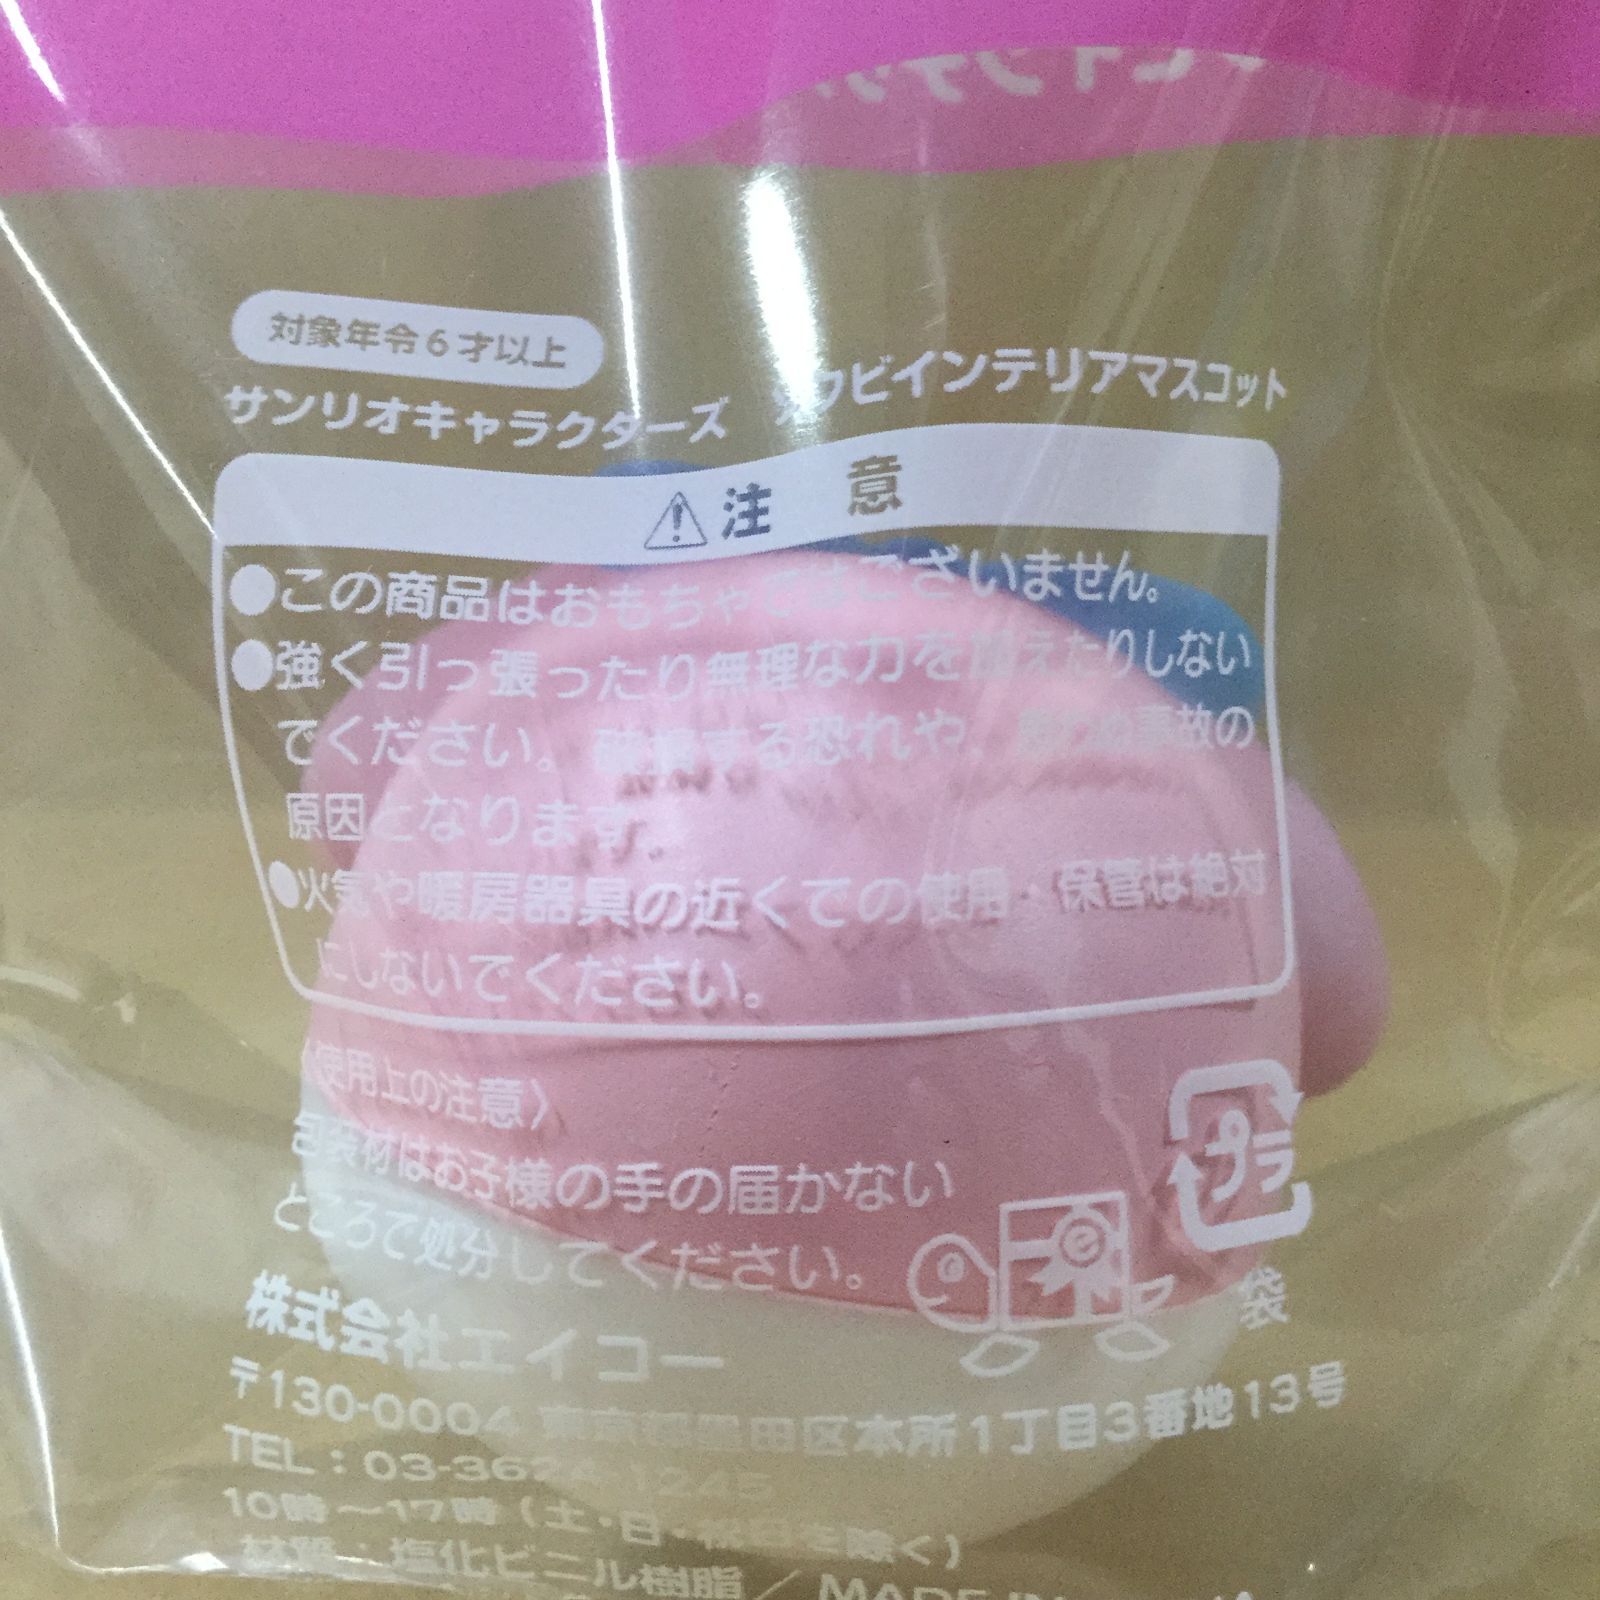 対象年令6才以上
サンリオキャラクターズ ソフビインテリアマスコット
注 意
●この商品はおもちゃではございません。
●強く引っ張ったり無理な力を加えたりしない
でください。破損する恐れや、思わぬ事故の
原因となります。
●火気や暖房器具の近くでの使用・保管は絶対
にしないでください。
〈使用上の注意〉
包装材はお子様の手の届かない
ところで処分してください。
プラ
袋
e
株式会社エイコー
〒130-0004 東京都墨田区本所1丁目3番地13号
TEL:03-3624-1245
10時〜17時(土・日・祝日を除く)
材質:塩化ビニル樹脂/MADE IN